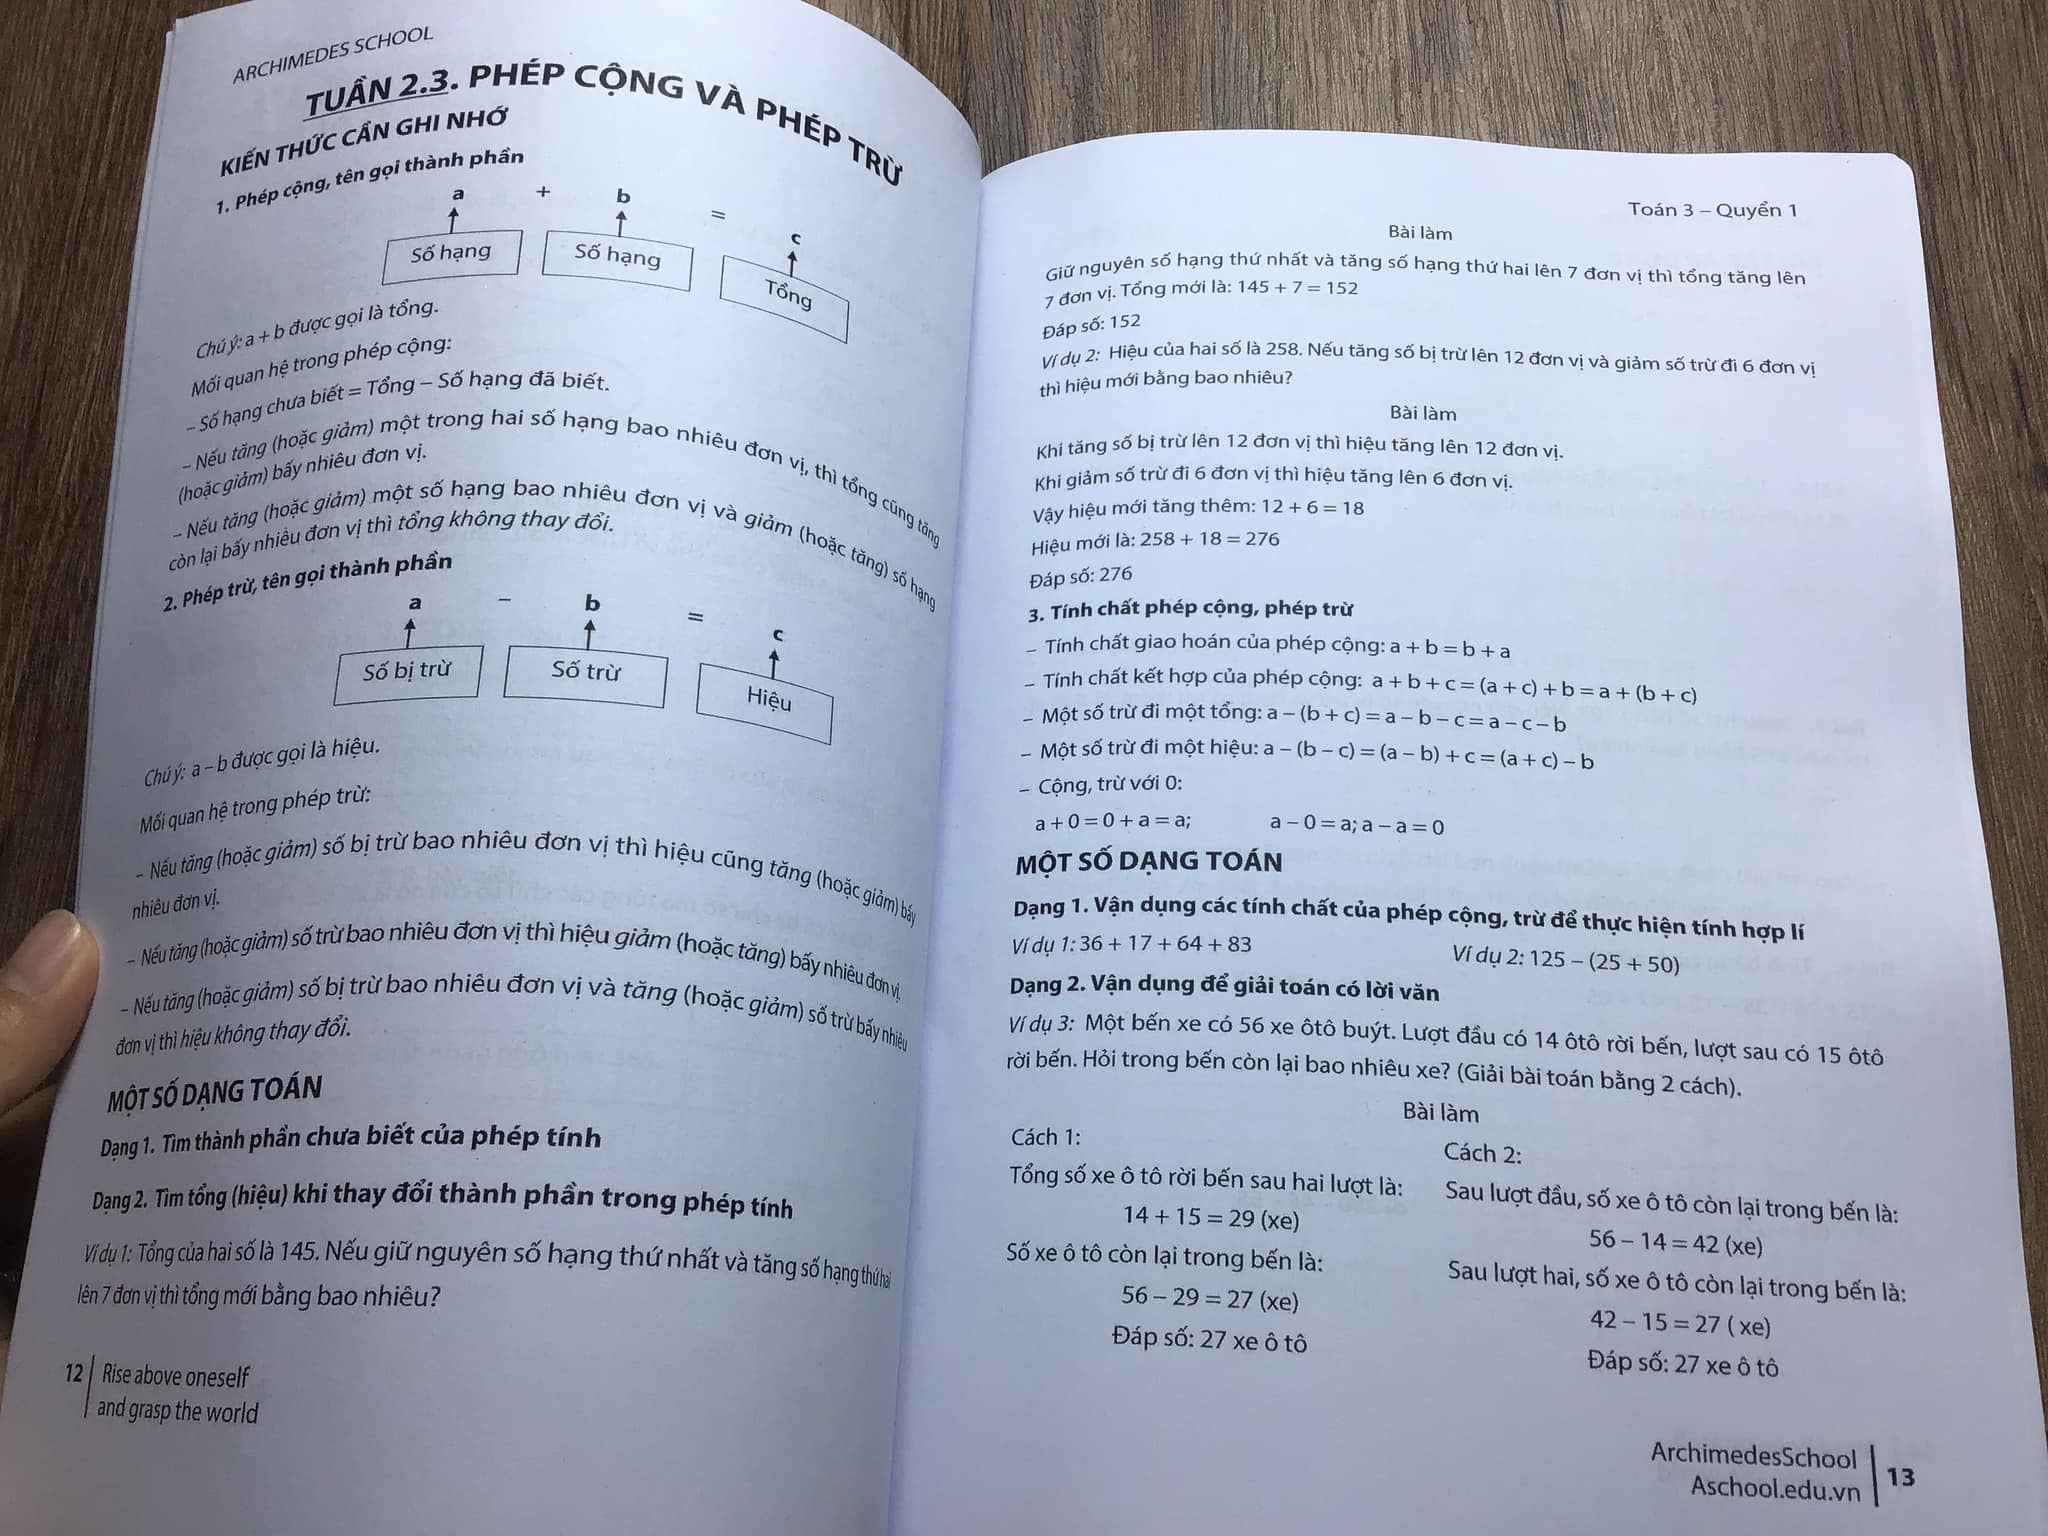 ARCHIMEDES SCHOOL
TUẦN 2.3. PHÉP CỘNG VÀ PHÉP TRỪ
KIẾN THỨC CẦN GHI NHỚ
1. Phép cộng, tên gọi thành phần
a + b = c
Số hạng Số hạng Tổng
Chú ý: a + b được gọi là tổng.
Mối quan hệ trong phép cộng:
– Số hạng chưa biết = Tổng – Số hạng đã biết.
– Nếu tăng (hoặc giảm) một trong hai số hạng bao nhiêu đơn vị, thì tổng cũng tăng
(hoặc giảm) bấy nhiêu đơn vị.
– Nếu tăng (hoặc giảm) một số hạng bao nhiêu đơn vị và giảm (hoặc tăng) số hạng
còn lại bấy nhiêu đơn vị thì tổng không thay đổi.
2. Phép trừ, tên gọi thành phần
a – b = c
Số bị trừ Số trừ Hiệu
Chú ý: a – b được gọi là hiệu.
Mối quan hệ trong phép trừ:
– Nếu tăng (hoặc giảm) số bị trừ bao nhiêu đơn vị thì hiệu cũng tăng (hoặc giảm) bấy
nhiêu đơn vị.
– Nếu tăng (hoặc giảm) số trừ bao nhiêu đơn vị thì hiệu giảm (hoặc tăng) bấy nhiêu đơn vị.
– Nếu tăng (hoặc giảm) số bị trừ bao nhiêu đơn vị và tăng (hoặc giảm) số trừ bấy nhiêu
đơn vị thì hiệu không thay đổi.
MỘT SỐ DẠNG TOÁN
Dạng 1. Tìm thành phần chưa biết của phép tính
Dạng 2. Tìm tổng (hiệu) khi thay đổi thành phần trong phép tính
Ví dụ 1: Tổng của hai số là 145. Nếu giữ nguyên số hạng thứ nhất và tăng số hạng thứ hai
lên 7 đơn vị thì tổng mới bằng bao nhiêu?
12 Rise above oneself
and grasp the world
Toán 3 – Quyển 1
Bài làm
Giữ nguyên số hạng thứ nhất và tăng số hạng thứ hai lên 7 đơn vị thì tổng tăng lên
7 đơn vị. Tổng mới là: 145 + 7 = 152
Đáp số: 152
Ví dụ 2: Hiệu của hai số là 258. Nếu tăng số bị trừ lên 12 đơn vị và giảm số trừ đi 6 đơn vị
thì hiệu mới bằng bao nhiêu?
Bài làm
Khi tăng số bị trừ lên 12 đơn vị thì hiệu tăng lên 12 đơn vị.
Khi giảm số trừ đi 6 đơn vị thì hiệu tăng lên 6 đơn vị.
Vậy hiệu mới tăng thêm: 12 + 6 = 18
Hiệu mới là: 258 + 18 = 276
Đáp số: 276
3. Tính chất phép cộng, phép trừ
– Tính chất giao hoán của phép cộng: a + b = b + a
– Tính chất kết hợp của phép cộng: a + b + c = (a + c) + b = a + (b + c)
– Một số trừ đi một tổng: a – (b + c) = a – b – c = a – c – b
– Một số trừ đi một hiệu: a – (b – c) = (a – b) + c = (a + c) – b
– Cộng, trừ với 0:
a + 0 = 0 + a = a; a – 0 = a; a – a = 0
MỘT SỐ DẠNG TOÁN
Dạng 1. Vận dụng các tính chất của phép cộng, trừ để thực hiện tính hợp lí
Ví dụ 1: 36 + 17 + 64 + 83 Ví dụ 2: 125 – (25 + 50)
Dạng 2. Vận dụng để giải toán có lời văn
Ví dụ 3: Một bến xe có 56 xe ôtô buýt. Lượt đầu có 14 ôtô rời bến, lượt sau có 15 ôtô
rời bến. Hỏi trong bến còn lại bao nhiêu xe? (Giải bài toán bằng 2 cách).
Bài làm
Cách 1:
Tổng số xe ô tô rời bến sau hai lượt là:
14 + 15 = 29 (xe)
Số xe ô tô còn lại trong bến là:
56 – 29 = 27 (xe)
Đáp số: 27 xe ô tô
Cách 2:
Sau lượt đầu, số xe ô tô còn lại trong bến là:
56 – 14 = 42 (xe)
Sau lượt hai, số xe ô tô còn lại trong bến là:
42 – 15 = 27 ( xe)
Đáp số: 27 xe ô tô
ArchimedesSchool
Aschool.edu.vn 13